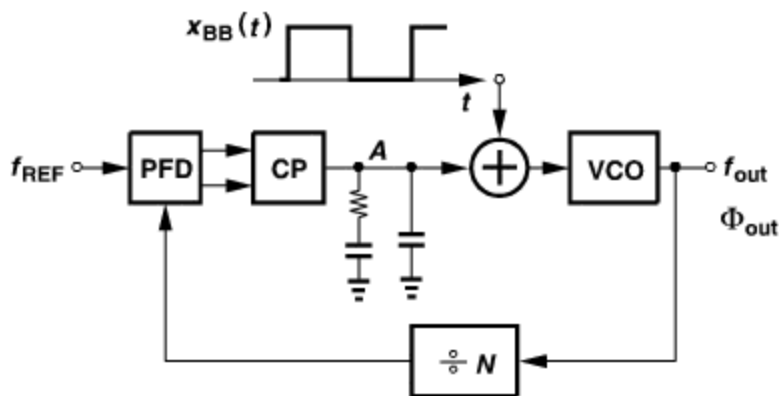 x_BB(t)
t
f_REF
PFD
CP
A
+
VCO
f_out
Φ_out
÷ N